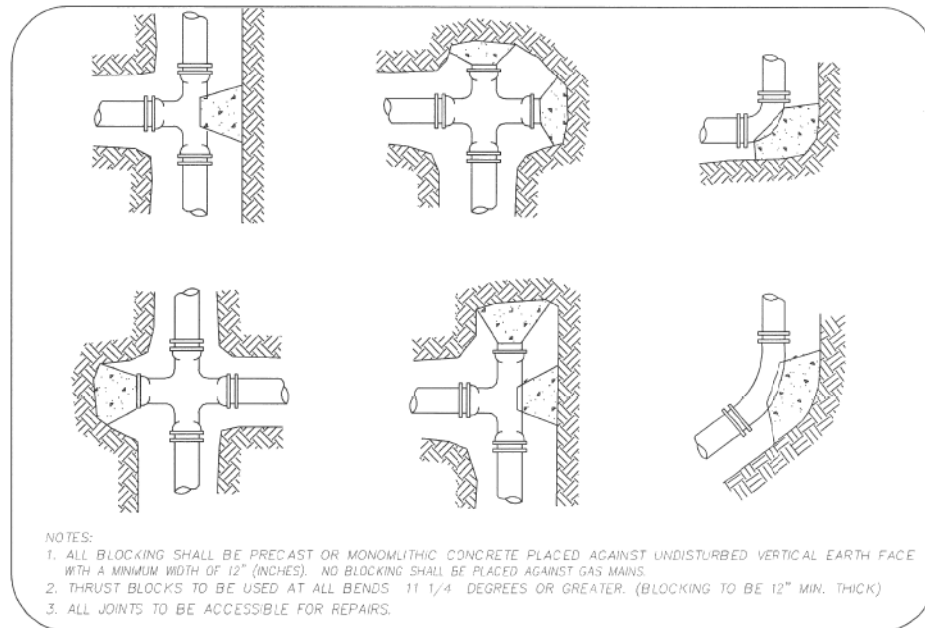 NOTES:
1. ALL BLOCKING SHALL BE PRECAST OR MONOMLITHIC CONCRETE PLACED AGAINST UNDISTURBED VERTICAL EARTH FACE
WITH A MINIMUM WIDTH OF 12" (INCHES). NO BLOCKING SHALL BE PLACED AGAINST GAS MAINS.
2. THRUST BLOCKS TO BE USED AT ALL BENDS 11 1/4 DEGREES OR GREATER. (BLOCKING TO BE 12" MIN. THICK)
3. ALL JOINTS TO BE ACCESSIBLE FOR REPAIRS.